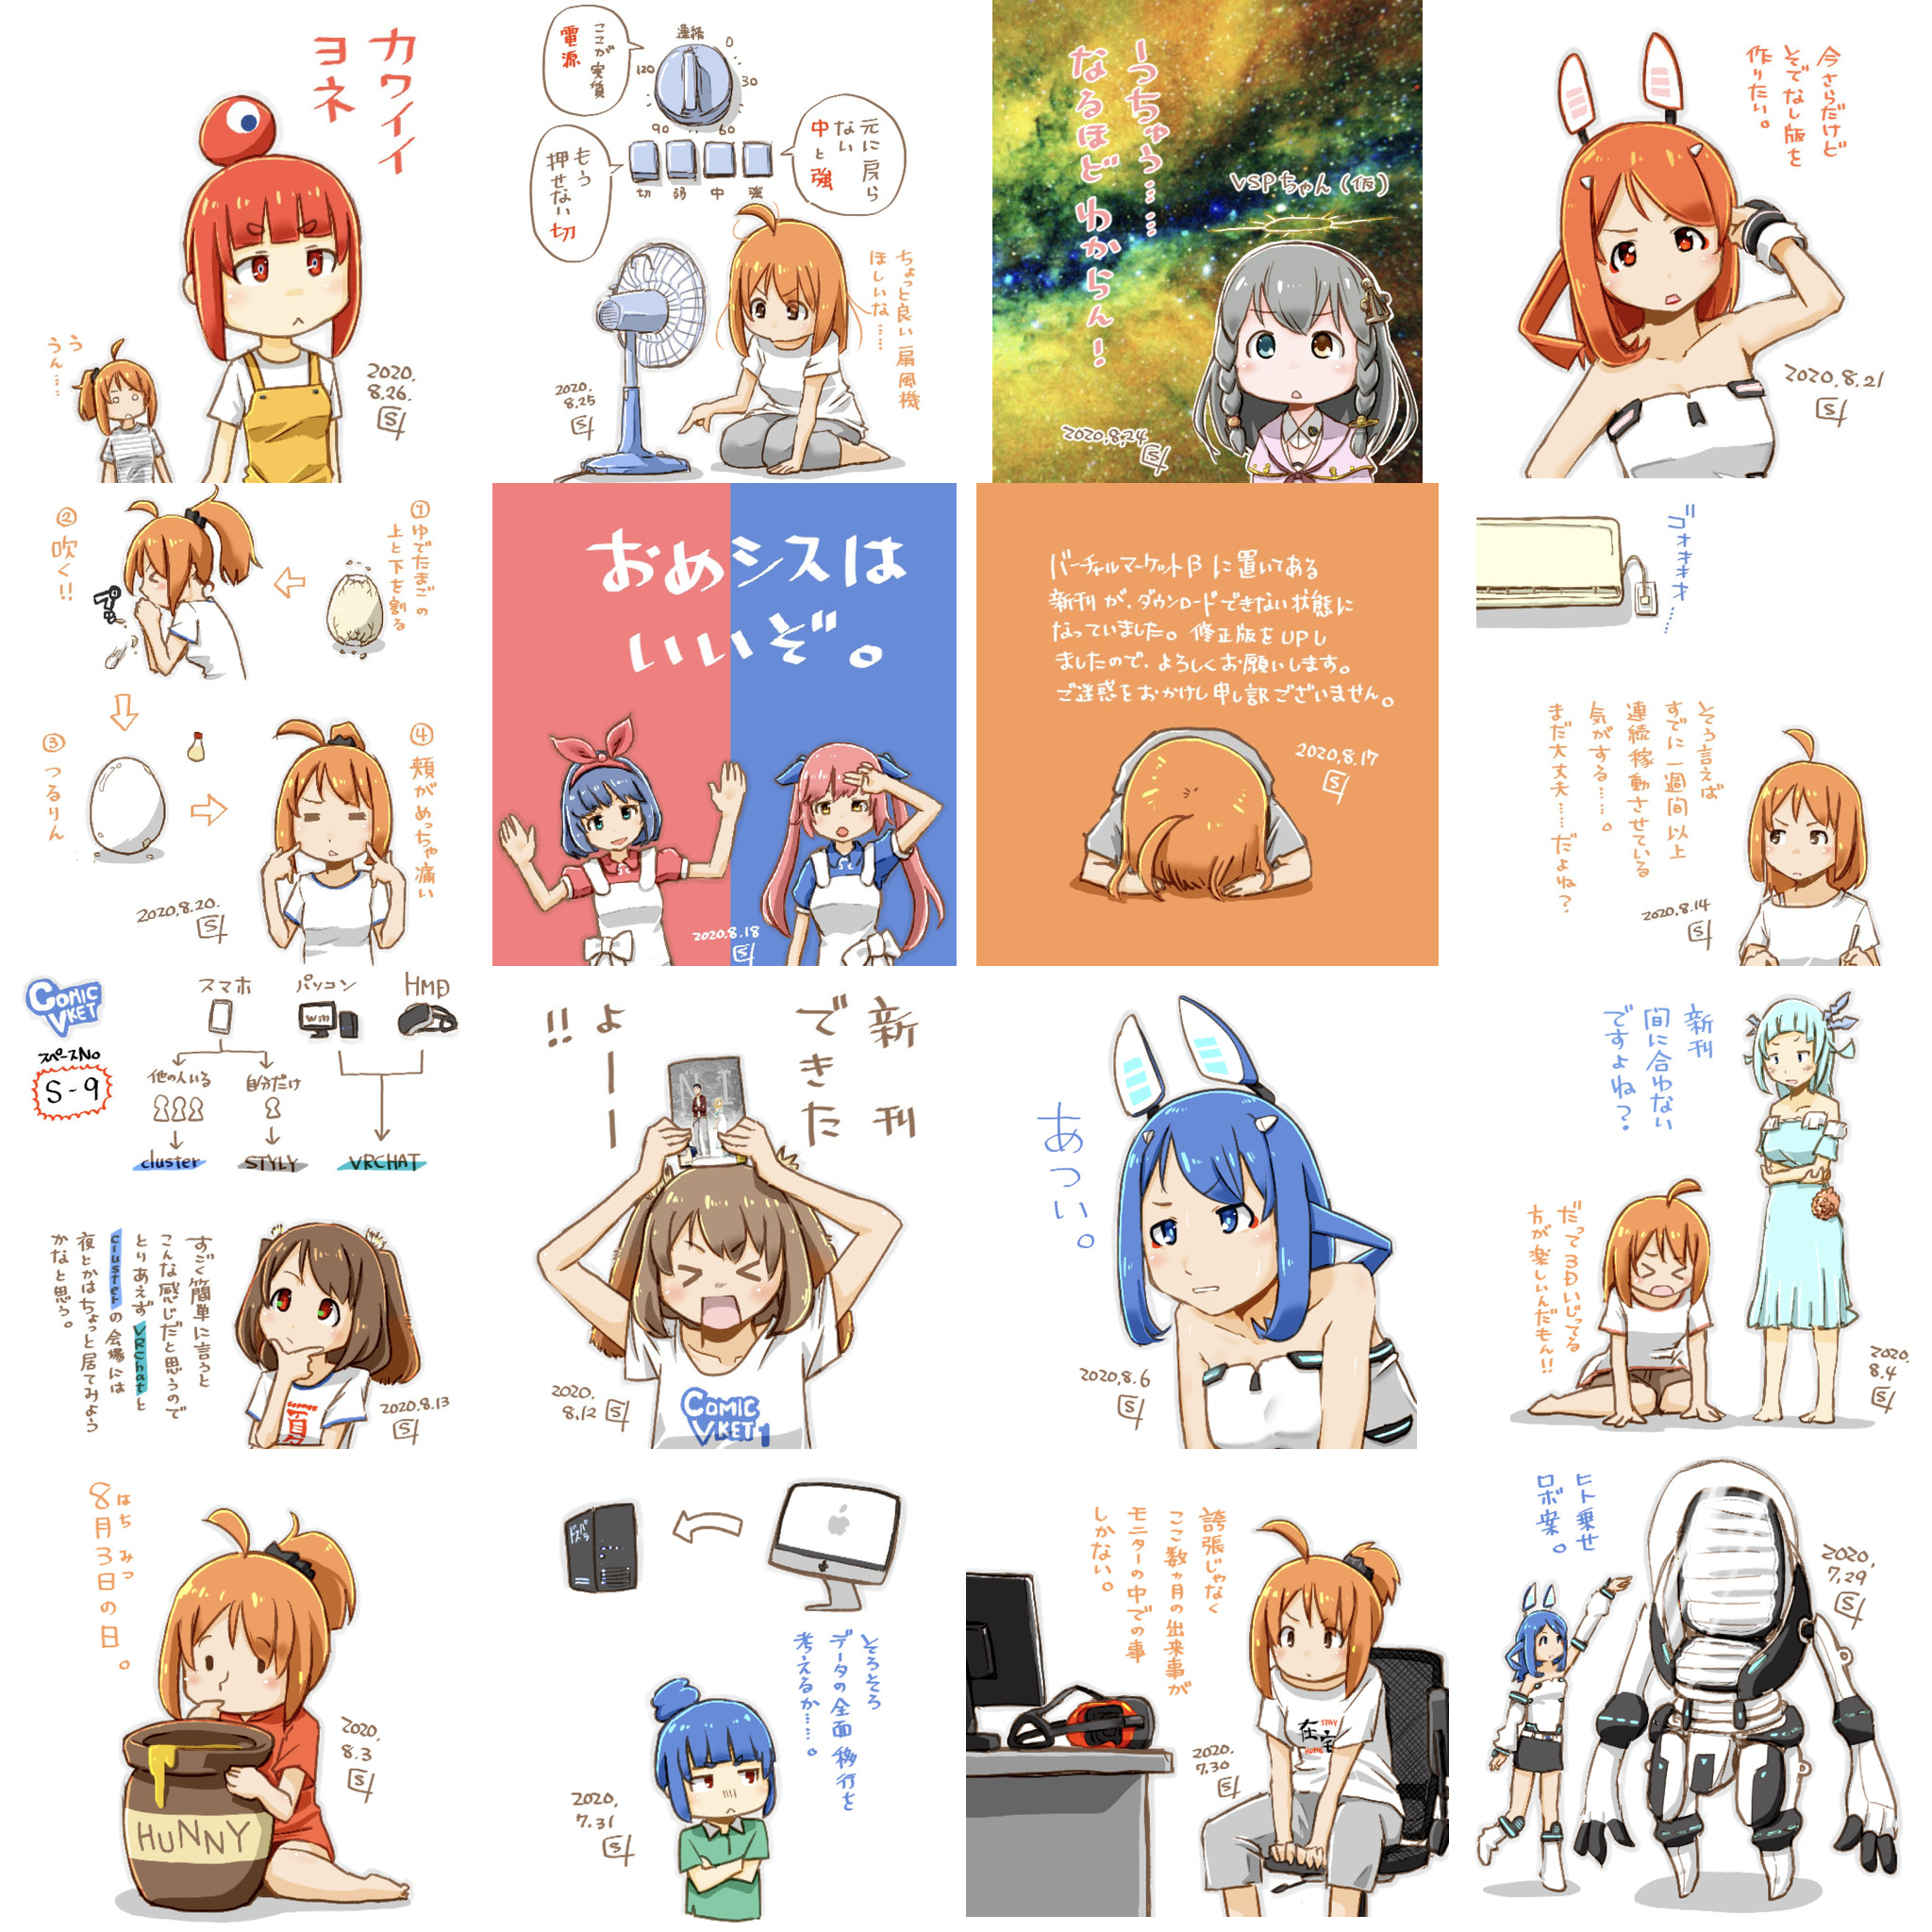 カワイイ
ヨネ
う
うん……
2020.
8.26.
ここが実質
電源
連続
0
30
60
90
120
切
弱
中
強
元に戻ら
ない
中と強
もう
押せない
切
ちょっと良い扇風機
ほしいな……
2020.
8.25
うちゅう……
なるほどわからん!
VSPちゃん(仮)
2020.8.24
今さらだけど
そでなし版を
作りたい。
2020.8.21
①ゆでたまごの
上と下を割る
②吹く!!
③つるりん
④頬がめっちゃ痛い
2020.8.20.
おめシスは
いいぞ。
2020.8.18
バーチャルマーケットβに置いてある
新刊が、ダウンロードできない状態に
なっていました。修正版をUPし
ましたので、よろしくお願いします。
ご迷惑をおかけし申し訳ございません。
2020.8.17
ゴォォォォォ……
そう言えば
すでに一週間以上
連続稼動させている
気がする……。
まだ大丈夫……だよね?
2020.8.14
COMIC
VKET
スペースNo
S-9
スマホ
パソコン
HMD
Win
他の人いる
自分だけ
cluster
STYLY
VRCHAT
すごく簡単に言うと
こんな感じだと思うので
とりあえずVRChatと
clusterの会場には
夜とかはちょっと居てみよう
かなと思う。
2020.8.13
新刊
できた
よーー
!!
COMIC
VKET 1
2020.
8.12
あつい。
2020.8.6
新刊
間に合わない
ですよね?
だって3Dいじってる
方が楽しいんだもん!!
2020.
8.4
はち みつ
8月3日の日。
HUNNY
2020.
8.3
ドスパラ
そろそろ
データの全面移行を
考えるか……。
2020.
7.31
誇張じゃなく
ここ数ヵ月の出来事が
モニターの中での事
しかない。
STAY
在宅
HOME
2020.
7.30
ヒト乗せ
ロボ案。
2020.
7.29